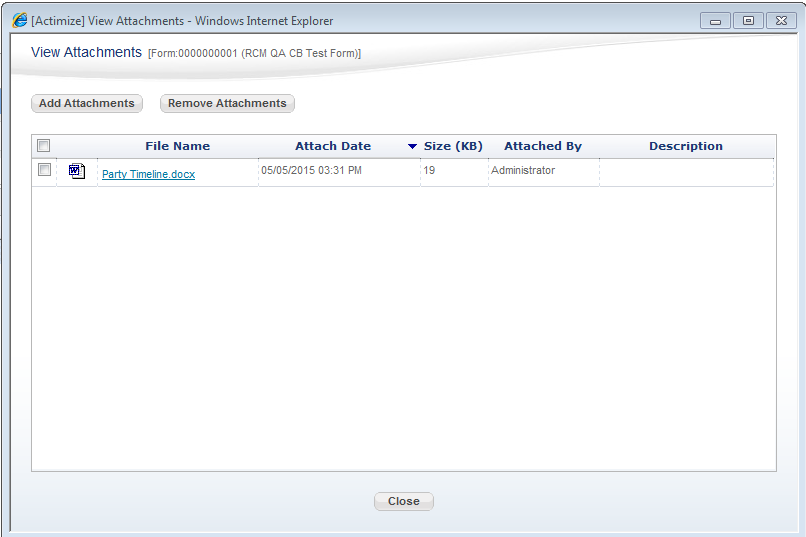 [Actimize] View Attachments - Windows Internet Explorer
View Attachments [Form:0000000001 (RCM QA CB Test Form)]
Add Attachments Remove Attachments
File Name Attach Date Size (KB) Attached By Description
Party Timeline.docx 05/05/2015 03:31 PM 19 Administrator
Close